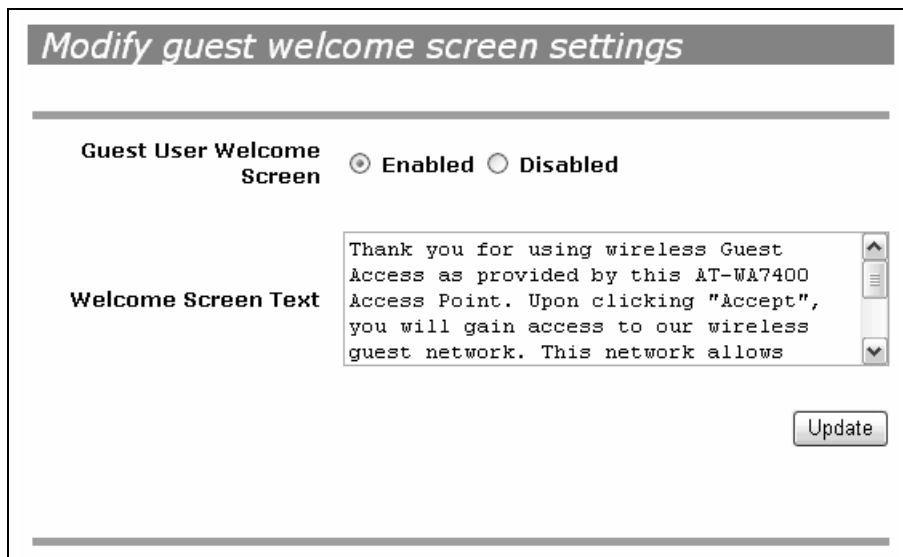 Modify guest welcome screen settings
Guest User Welcome
Screen
Enabled Disabled
Welcome Screen Text
Thank you for using wireless Guest
Access as provided by this AT-WA7400
Access Point. Upon clicking "Accept",
you will gain access to our wireless
guest network. This network allows
Update